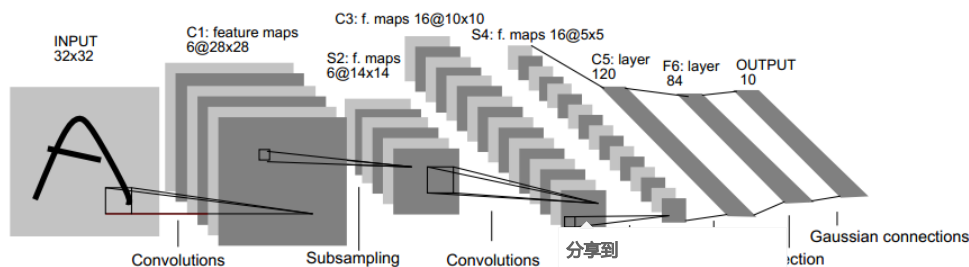 INPUT
32x32
C1: feature maps
6@28x28
C3: f. maps 16@10x10
S2: f. maps
6@14x14
S4: f. maps 16@5x5
C5: layer
120
F6: layer
84
OUTPUT
10
Convolutions
Subsampling
Convolutions
分享到
Gaussian connections